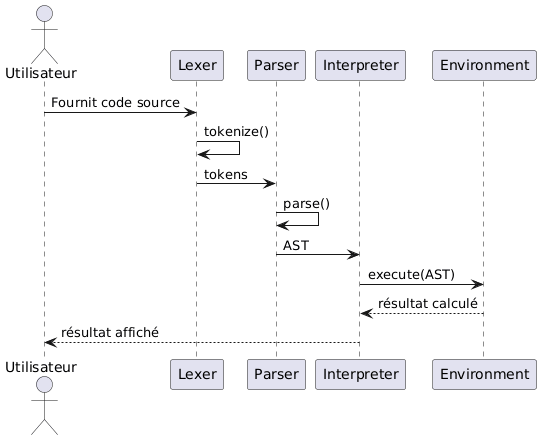 Utilisateur
Lexer
Parser
Interpreter
Environment
Fournit code source
tokenize()
tokens
parse()
AST
execute(AST)
résultat calculé
résultat affiché
Utilisateur
Lexer
Parser
Interpreter
Environment